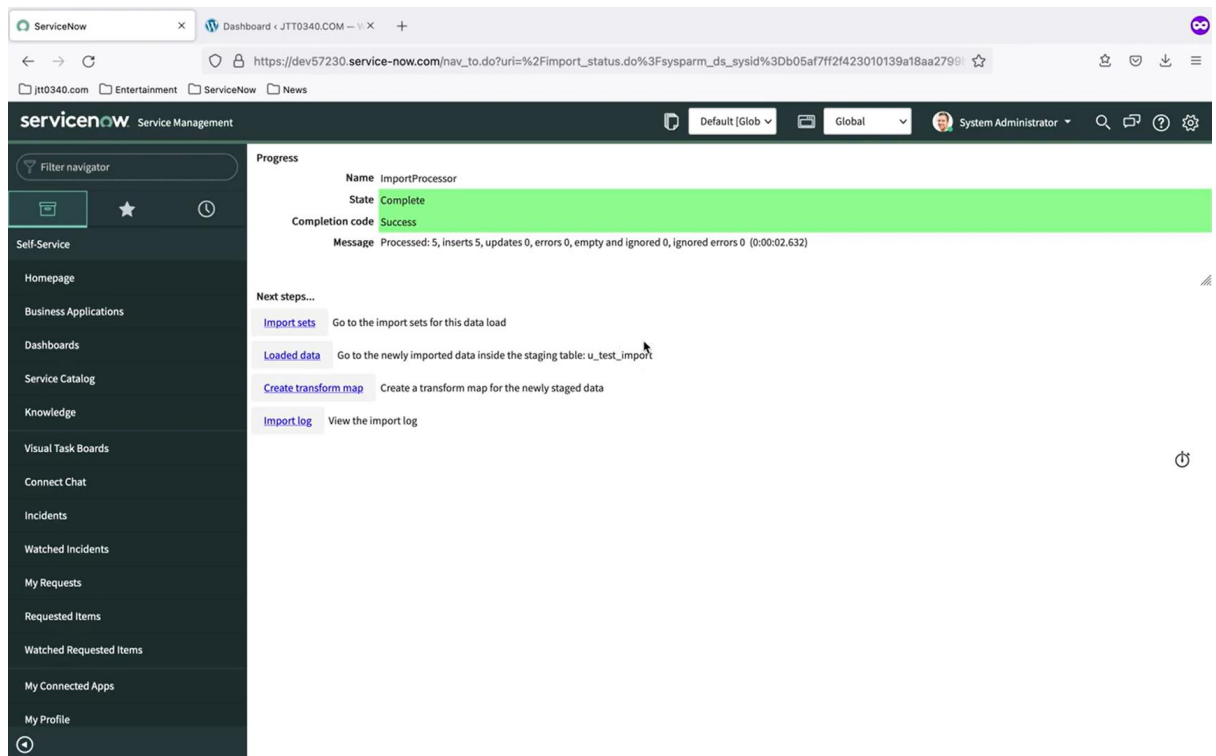 ServiceNow
Dashboard ‹ JTT0340.COM —
https://dev57230.service-now.com/nav_to.do?uri=%2Fimport_status.do%3Fsysparm_ds_sysid%3Db05af7ff2f423010139a18aa2799
jtt0340.com Entertainment ServiceNow News
servicenow Service Management
Default [Glob
Global
System Administrator
Filter navigator
Self-Service
Homepage
Business Applications
Dashboards
Service Catalog
Knowledge
Visual Task Boards
Connect Chat
Incidents
Watched Incidents
My Requests
Requested Items
Watched Requested Items
My Connected Apps
My Profile
Progress
Name ImportProcessor
State Complete
Completion code Success
Message Processed: 5, inserts 5, updates 0, errors 0, empty and ignored 0, ignored errors 0 (0:00:02.632)
Next steps...
Import sets Go to the import sets for this data load
Loaded data Go to the newly imported data inside the staging table: u_test_import
Create transform map Create a transform map for the newly staged data
Import log View the import log